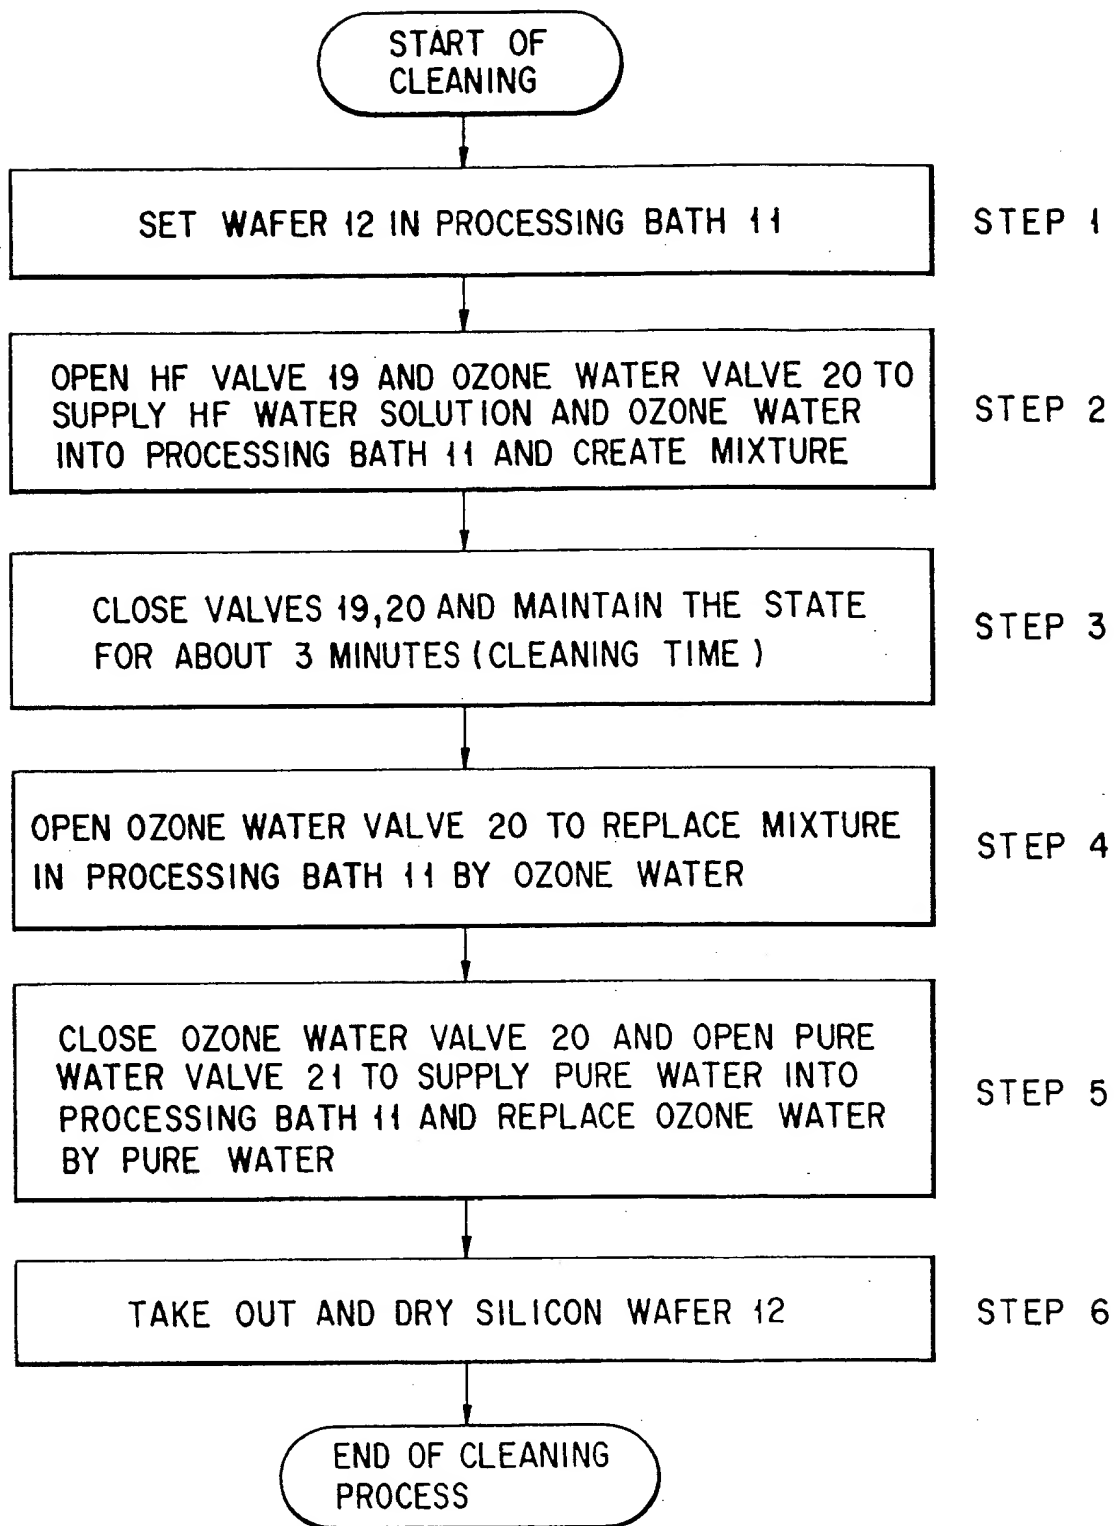 START OF
CLEANING
SET WAFER 12 IN PROCESSING BATH 11
STEP 1
OPEN HF VALVE 19 AND OZONE WATER VALVE 20 TO
SUPPLY HF WATER SOLUTION AND OZONE WATER
INTO PROCESSING BATH 11 AND CREATE MIXTURE
STEP 2
CLOSE VALVES 19,20 AND MAINTAIN THE STATE
FOR ABOUT 3 MINUTES (CLEANING TIME)
STEP 3
OPEN OZONE WATER VALVE 20 TO REPLACE MIXTURE
IN PROCESSING BATH 11 BY OZONE WATER
STEP 4
CLOSE OZONE WATER VALVE 20 AND OPEN PURE
WATER VALVE 21 TO SUPPLY PURE WATER INTO
PROCESSING BATH 11 AND REPLACE OZONE WATER
BY PURE WATER
STEP 5
TAKE OUT AND DRY SILICON WAFER 12
STEP 6
END OF CLEANING
PROCESS